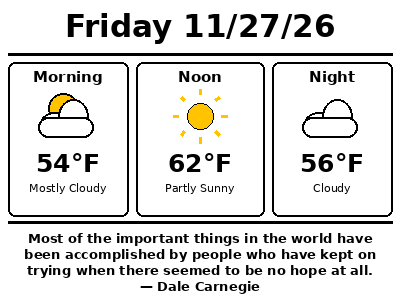 Friday 11/27/26
Morning
54°F
Mostly Cloudy
Noon
62°F
Partly Sunny
Night
56°F
Cloudy
Most of the important things in the world have
been accomplished by people who have kept on
trying when there seemed to be no hope at all.
— Dale Carnegie